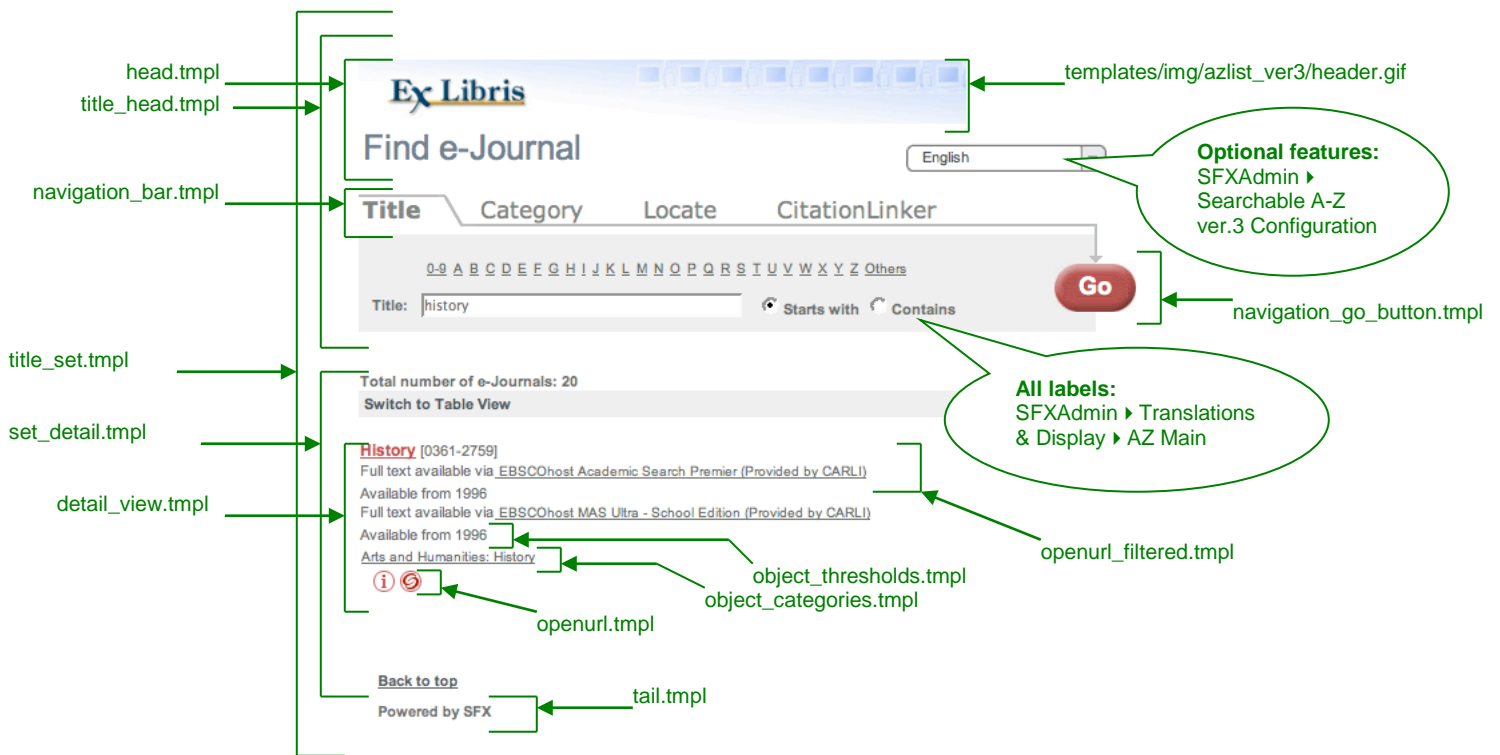 head.tmpl
title_head.tmpl
templates/img/azlist_ver3/header.gif
Ex Libris
Find e-Journal
English
Optional features:
SFXAdmin ▸
Searchable A-Z
ver.3 Configuration
navigation_bar.tmpl
Title Category Locate CitationLinker
0-9 A B C D E F G H I J K L M N O P Q R S T U V W X Y Z Others
Go
Title: history Starts with Contains
navigation_go_button.tmpl
title_set.tmpl
Total number of e-Journals: 20
Switch to Table View
All labels:
SFXAdmin ▸ Translations
& Display ▸ AZ Main
set_detail.tmpl
History [0361-2759]
Full text available via EBSCOhost Academic Search Premier (Provided by CARLI)
Available from 1996
detail_view.tmpl
Full text available via EBSCOhost MAS Ultra - School Edition (Provided by CARLI)
Available from 1996
openurl_filtered.tmpl
Arts and Humanities: History
object_thresholds.tmpl
object_categories.tmpl
i
openurl.tmpl
Back to top
tail.tmpl
Powered by SFX